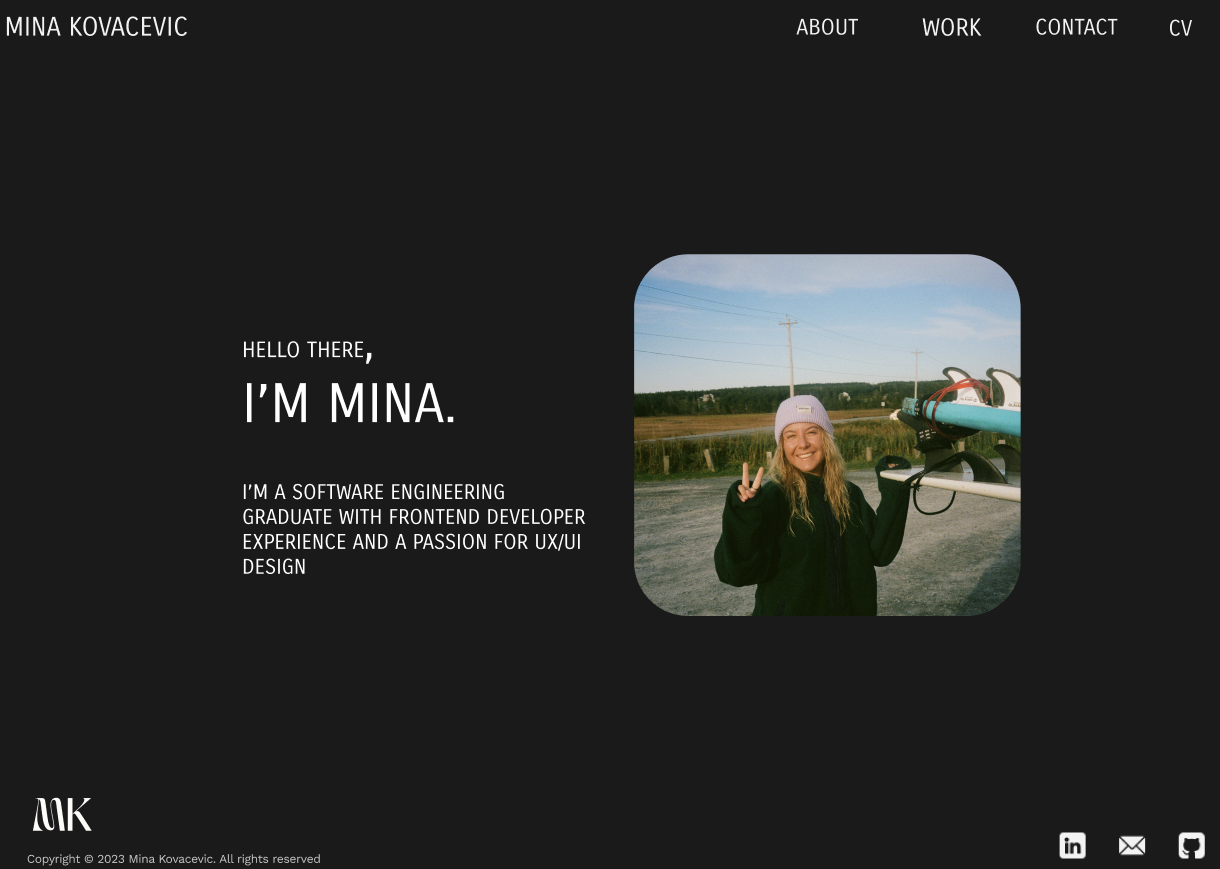 MINA KOVACEVIC
ABOUT WORK CONTACT CV
HELLO THERE,
I’M MINA.
I’M A SOFTWARE ENGINEERING
GRADUATE WITH FRONTEND DEVELOPER
EXPERIENCE AND A PASSION FOR UX/UI
DESIGN
MK
in
Copyright © 2023 Mina Kovacevic. All rights reserved